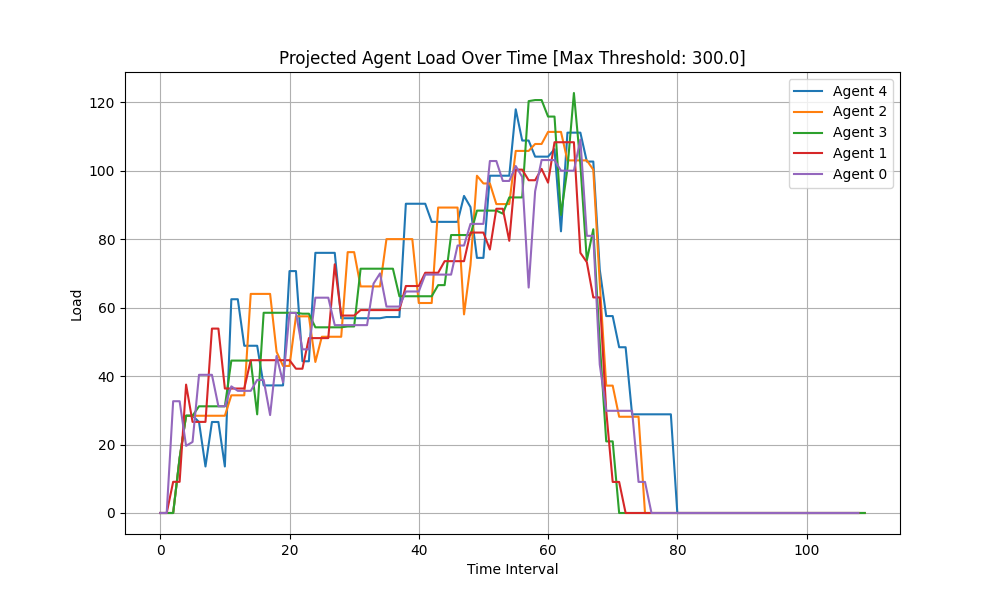 Projected Agent Load Over Time [Max Threshold: 300.0]
Agent 4
Agent 2
Agent 3
Agent 1
Agent 0
120
100
80
60
40
20
0
Load
0 20 40 60 80 100
Time Interval